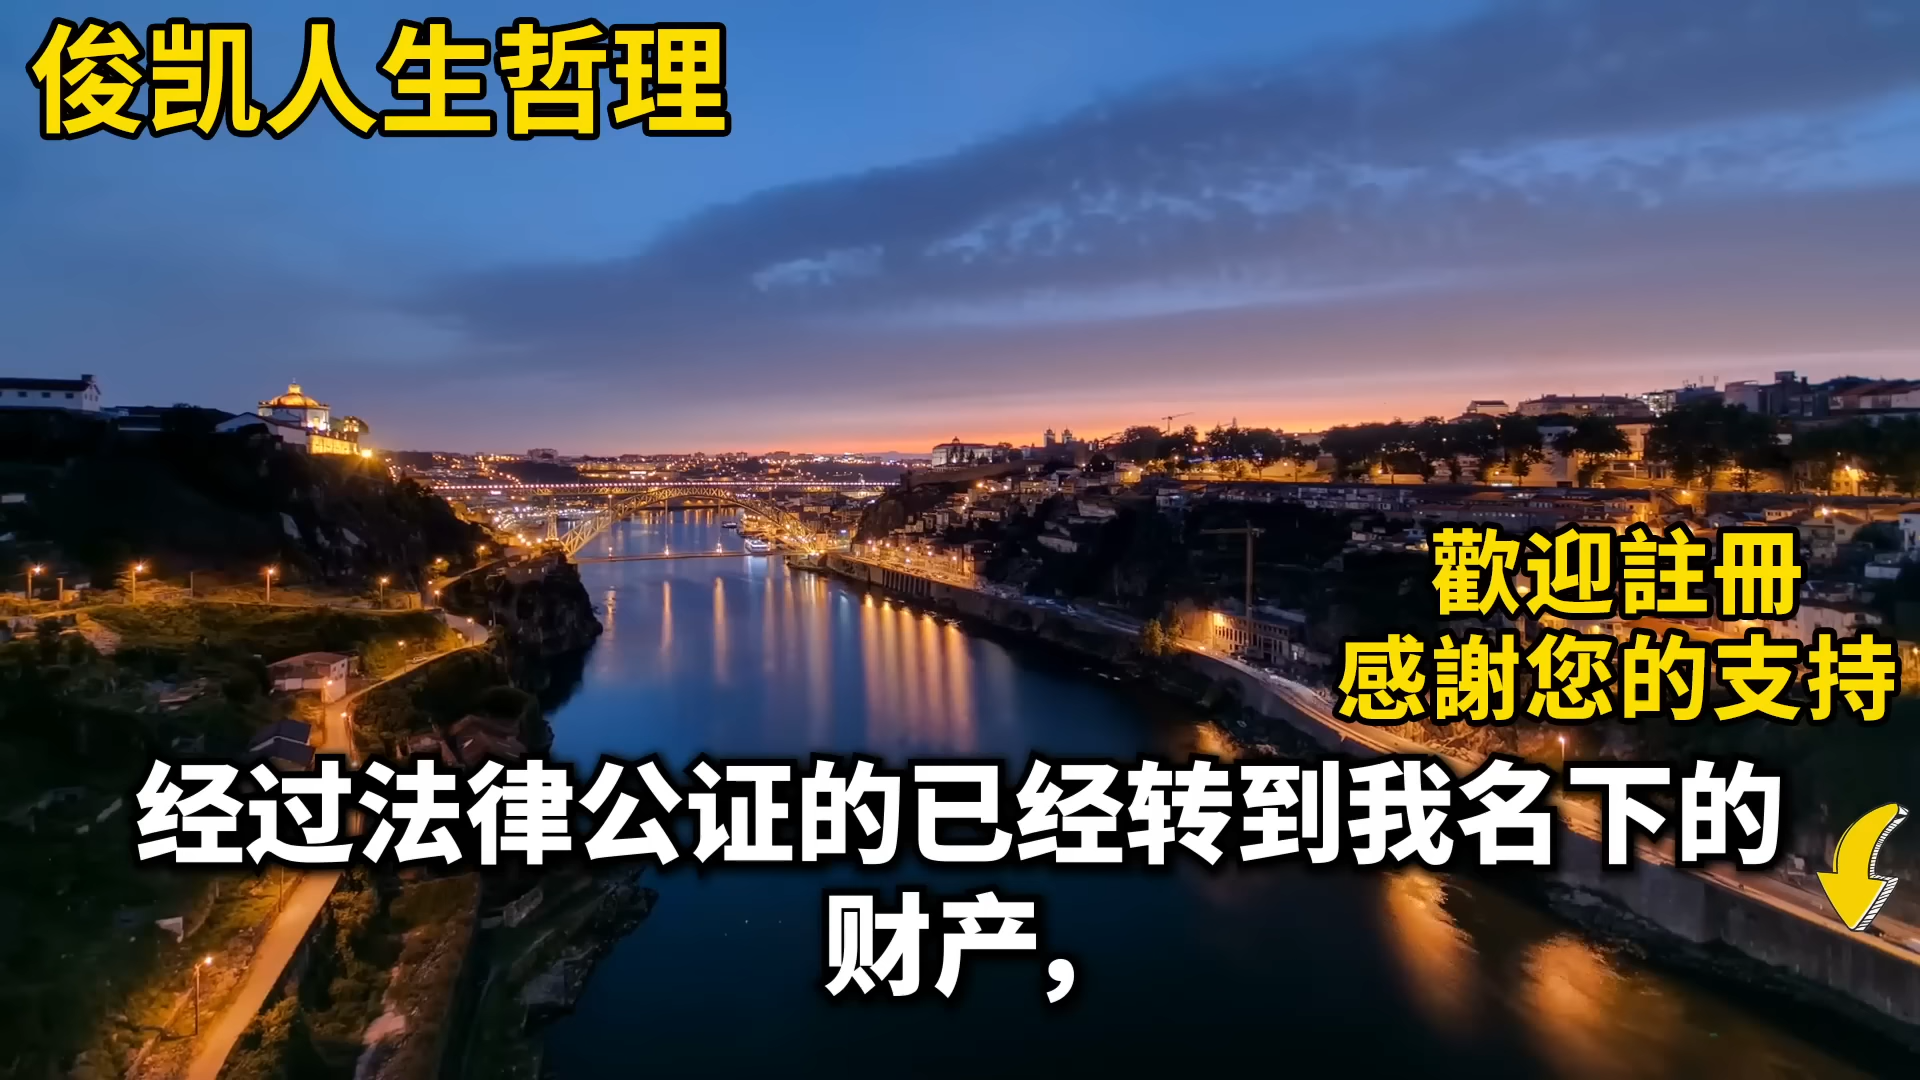 俊凯人生哲理
歡迎註冊
感謝您的支持
经过法律公证的已经转到我名下的
财产，